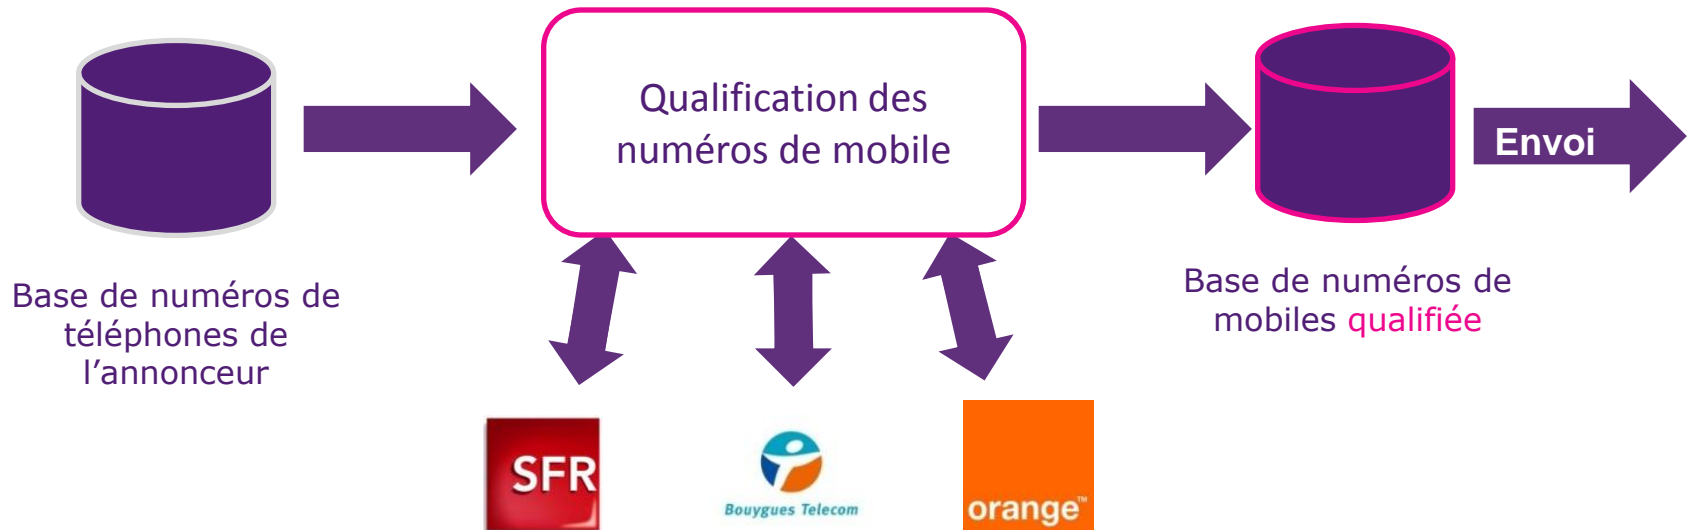 Qualification des
numéros de mobile
Envoi
Base de numéros de
téléphones de
l’annonceur
Base de numéros de
mobiles qualifiée
SFR
Bouygues Telecom
orange™